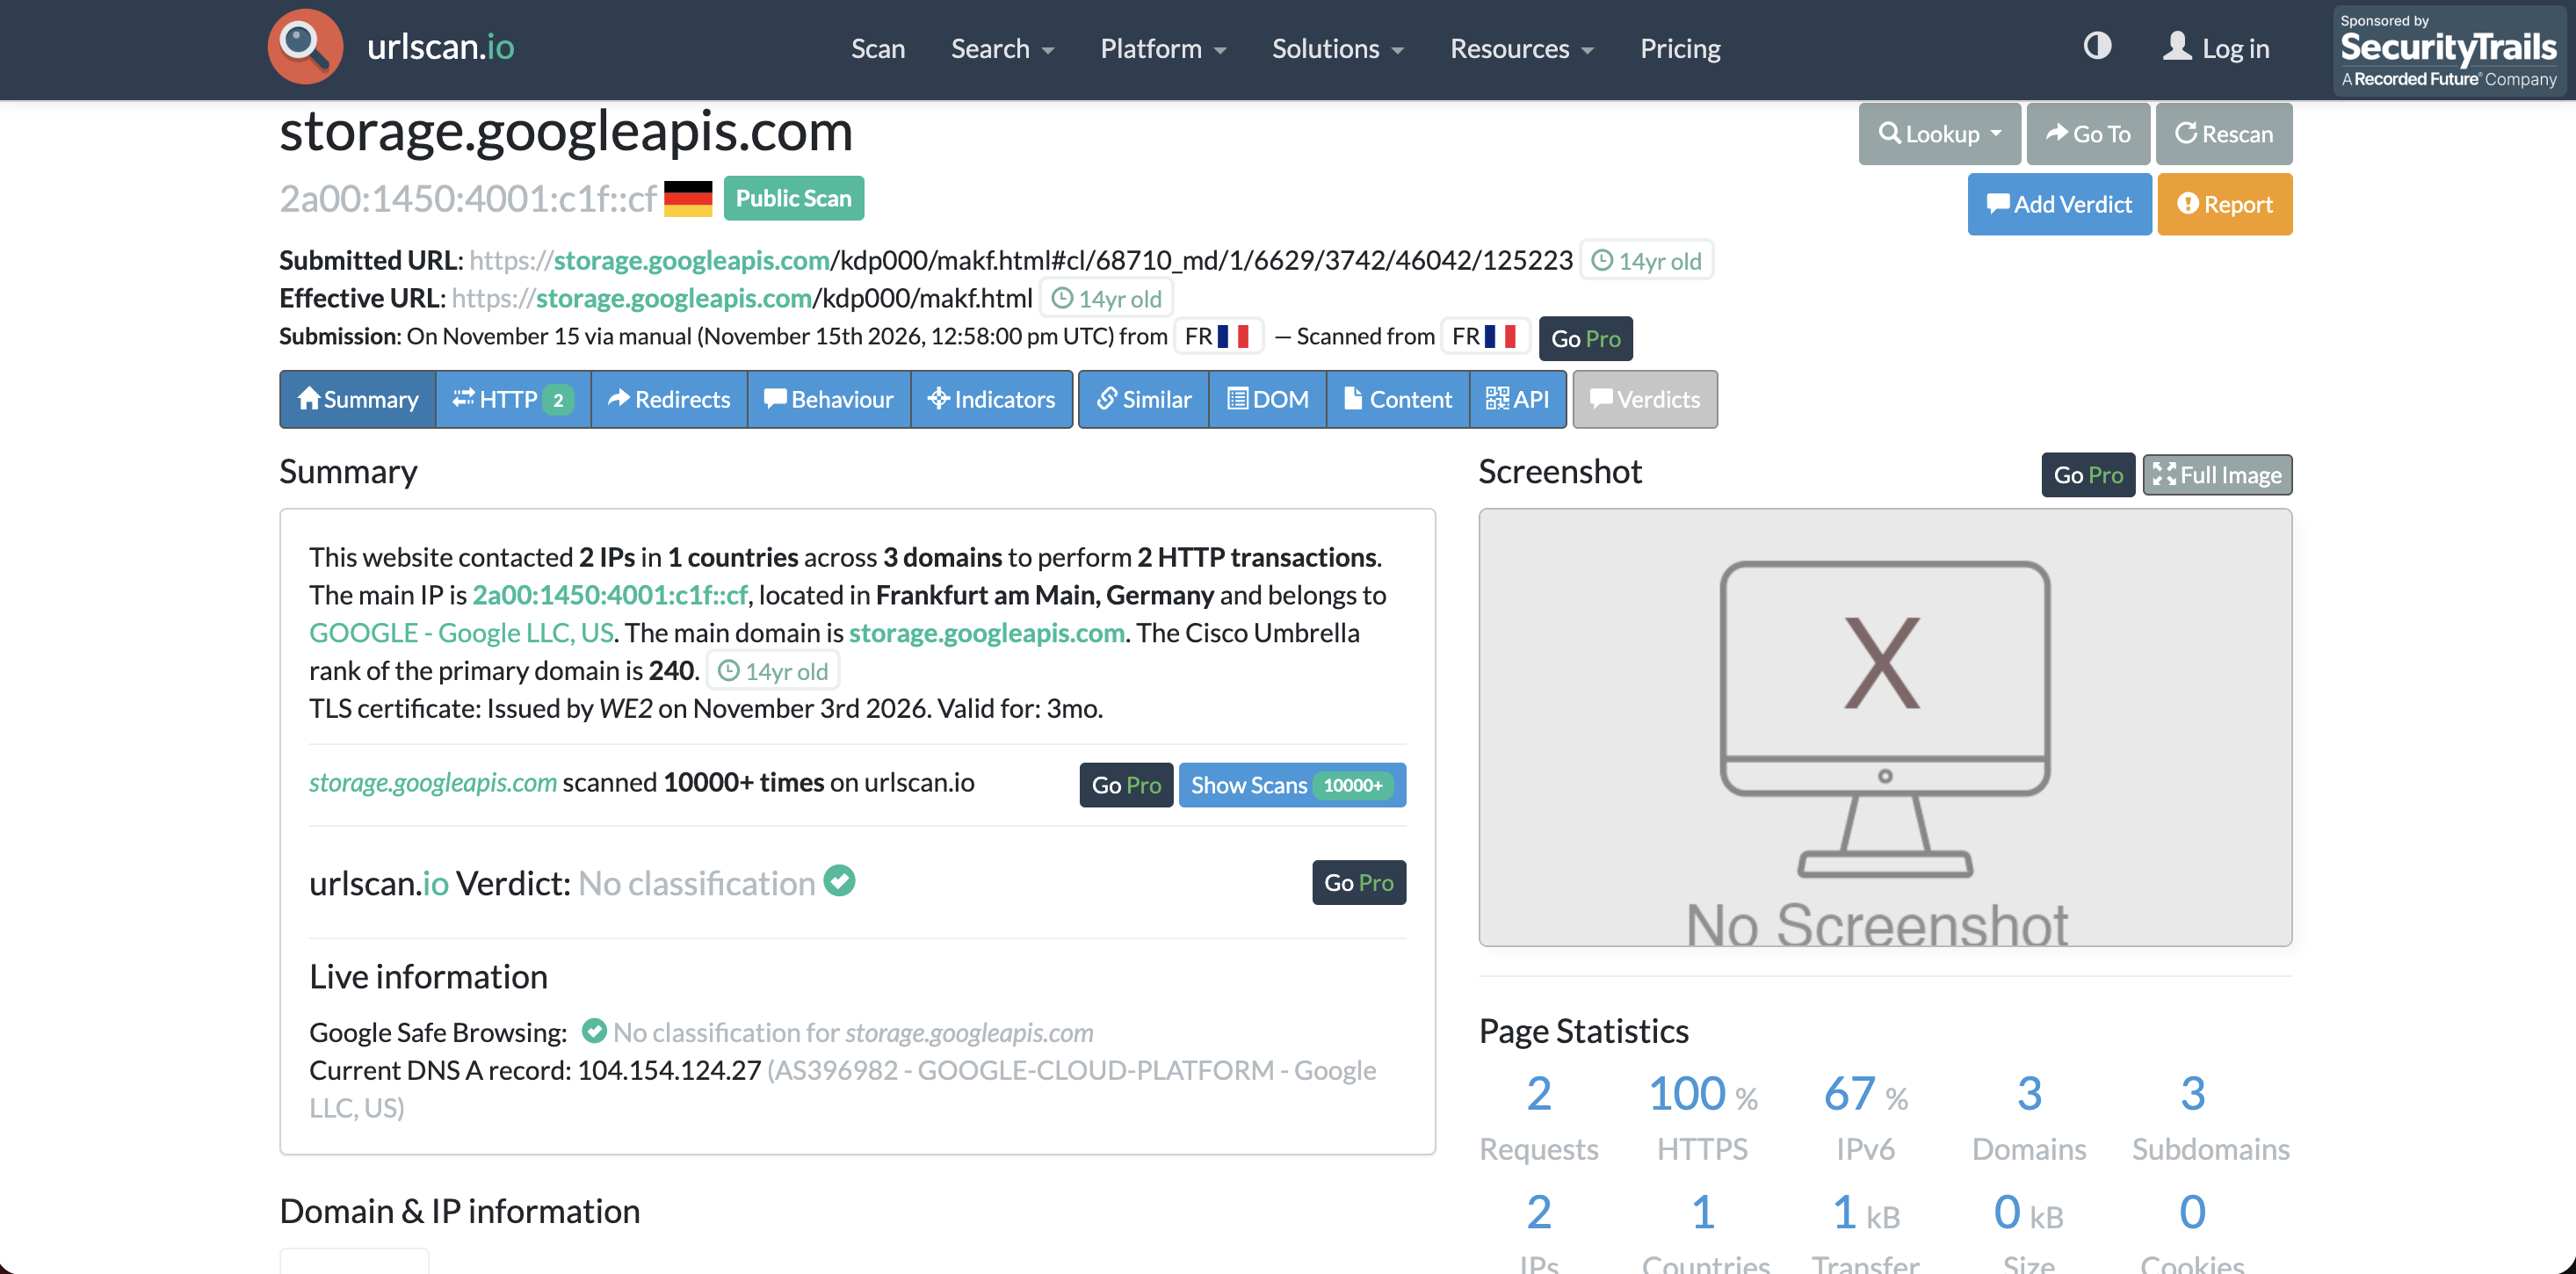 urlscan.io
Scan Search Platform Solutions Resources Pricing
Log in
Sponsored by
SecurityTrails
A Recorded Future® Company
storage.googleapis.com
Lookup Go To Rescan
2a00:1450:4001:c1f::cf Public Scan
Add Verdict Report
Submitted URL: https://storage.googleapis.com/kdp000/makf.html#cl/68710_md/1/6629/3742/46042/125223 14yr old
Effective URL: https://storage.googleapis.com/kdp000/makf.html 14yr old
Submission: On November 15 via manual (November 15th 2026, 12:58:00 pm UTC) from FR — Scanned from FR Go Pro
Summary HTTP 2 Redirects Behaviour Indicators Similar DOM Content API Verdicts
Summary
This website contacted 2 IPs in 1 countries across 3 domains to perform 2 HTTP transactions.
The main IP is 2a00:1450:4001:c1f::cf, located in Frankfurt am Main, Germany and belongs to
GOOGLE - Google LLC, US. The main domain is storage.googleapis.com. The Cisco Umbrella
rank of the primary domain is 240. 14yr old
TLS certificate: Issued by WE2 on November 3rd 2026. Valid for: 3mo.
storage.googleapis.com scanned 10000+ times on urlscan.io Go Pro Show Scans 10000+
urlscan.io Verdict: No classification Go Pro
Live information
Google Safe Browsing: No classification for storage.googleapis.com
Current DNS A record: 104.154.124.27 (AS396982 - GOOGLE-CLOUD-PLATFORM - Google
LLC, US)
Domain & IP information
Screenshot Go Pro Full Image
X
No Screenshot
Page Statistics
2 100 % 67 % 3 3
Requests HTTPS IPv6 Domains Subdomains
2 1 1 kB 0 kB 0
IPs Countries Transfer Size Cookies